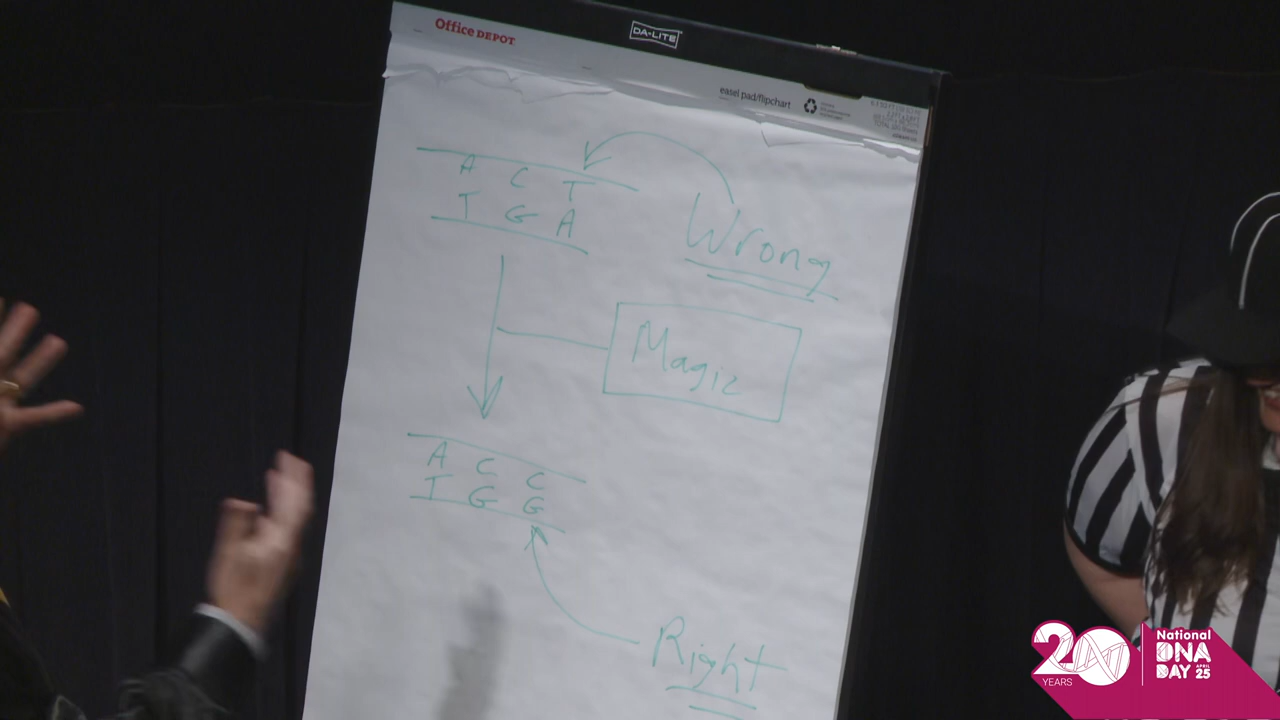 Office DEPOT
DA-LITE
easel pad/flipchart
A C T
T G A
Wrong
Magic
A C C
T G G
Right
20
YEARS
National
DNA
DAY APRIL 25